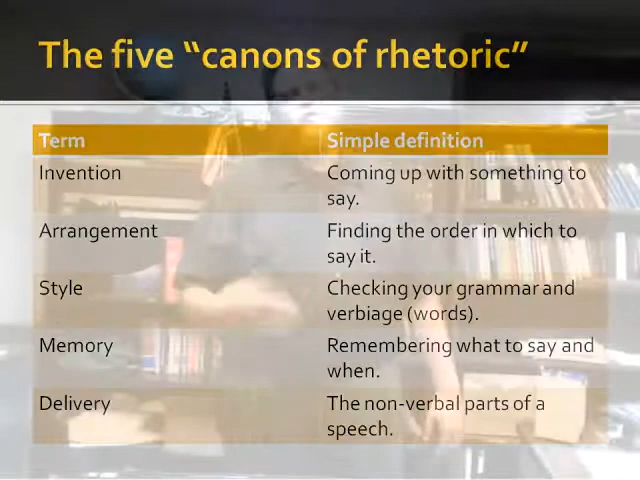 The five “canons of rhetoric”
Term Simple definition
Invention Coming up with something to
say.
Arrangement Finding the order in which to
say it.
Style Checking your grammar and
verbiage (words).
Memory Remembering what to say and
when.
Delivery The non-verbal parts of a
speech.